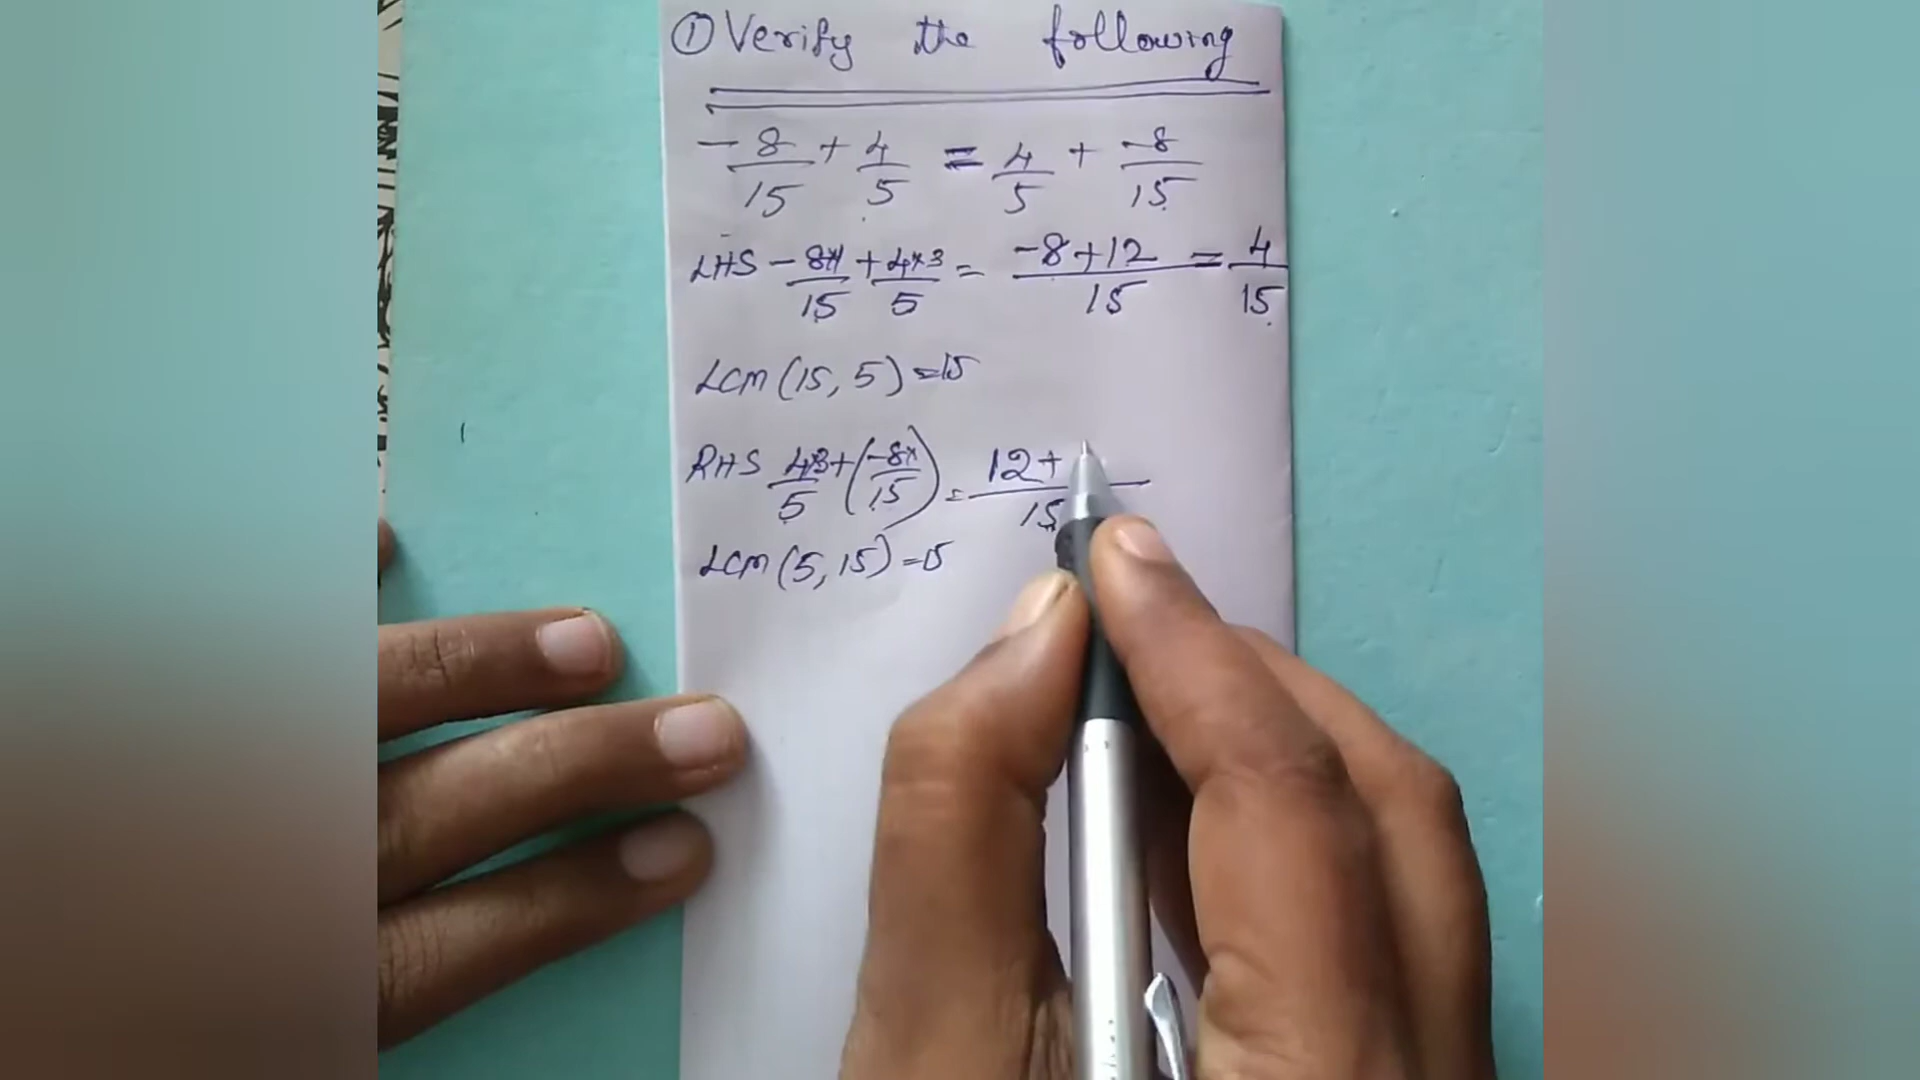 ① Verify the following
-8/15 + 4/5 = 4/5 + -8/15
LHS -8×1/15 + 4×3/5 = -8+12/15 = 4/15
LCM (15, 5) = 15
RHS 4×3/5 + (-8×/15) = 12+/15
LCM (5, 15) = 15